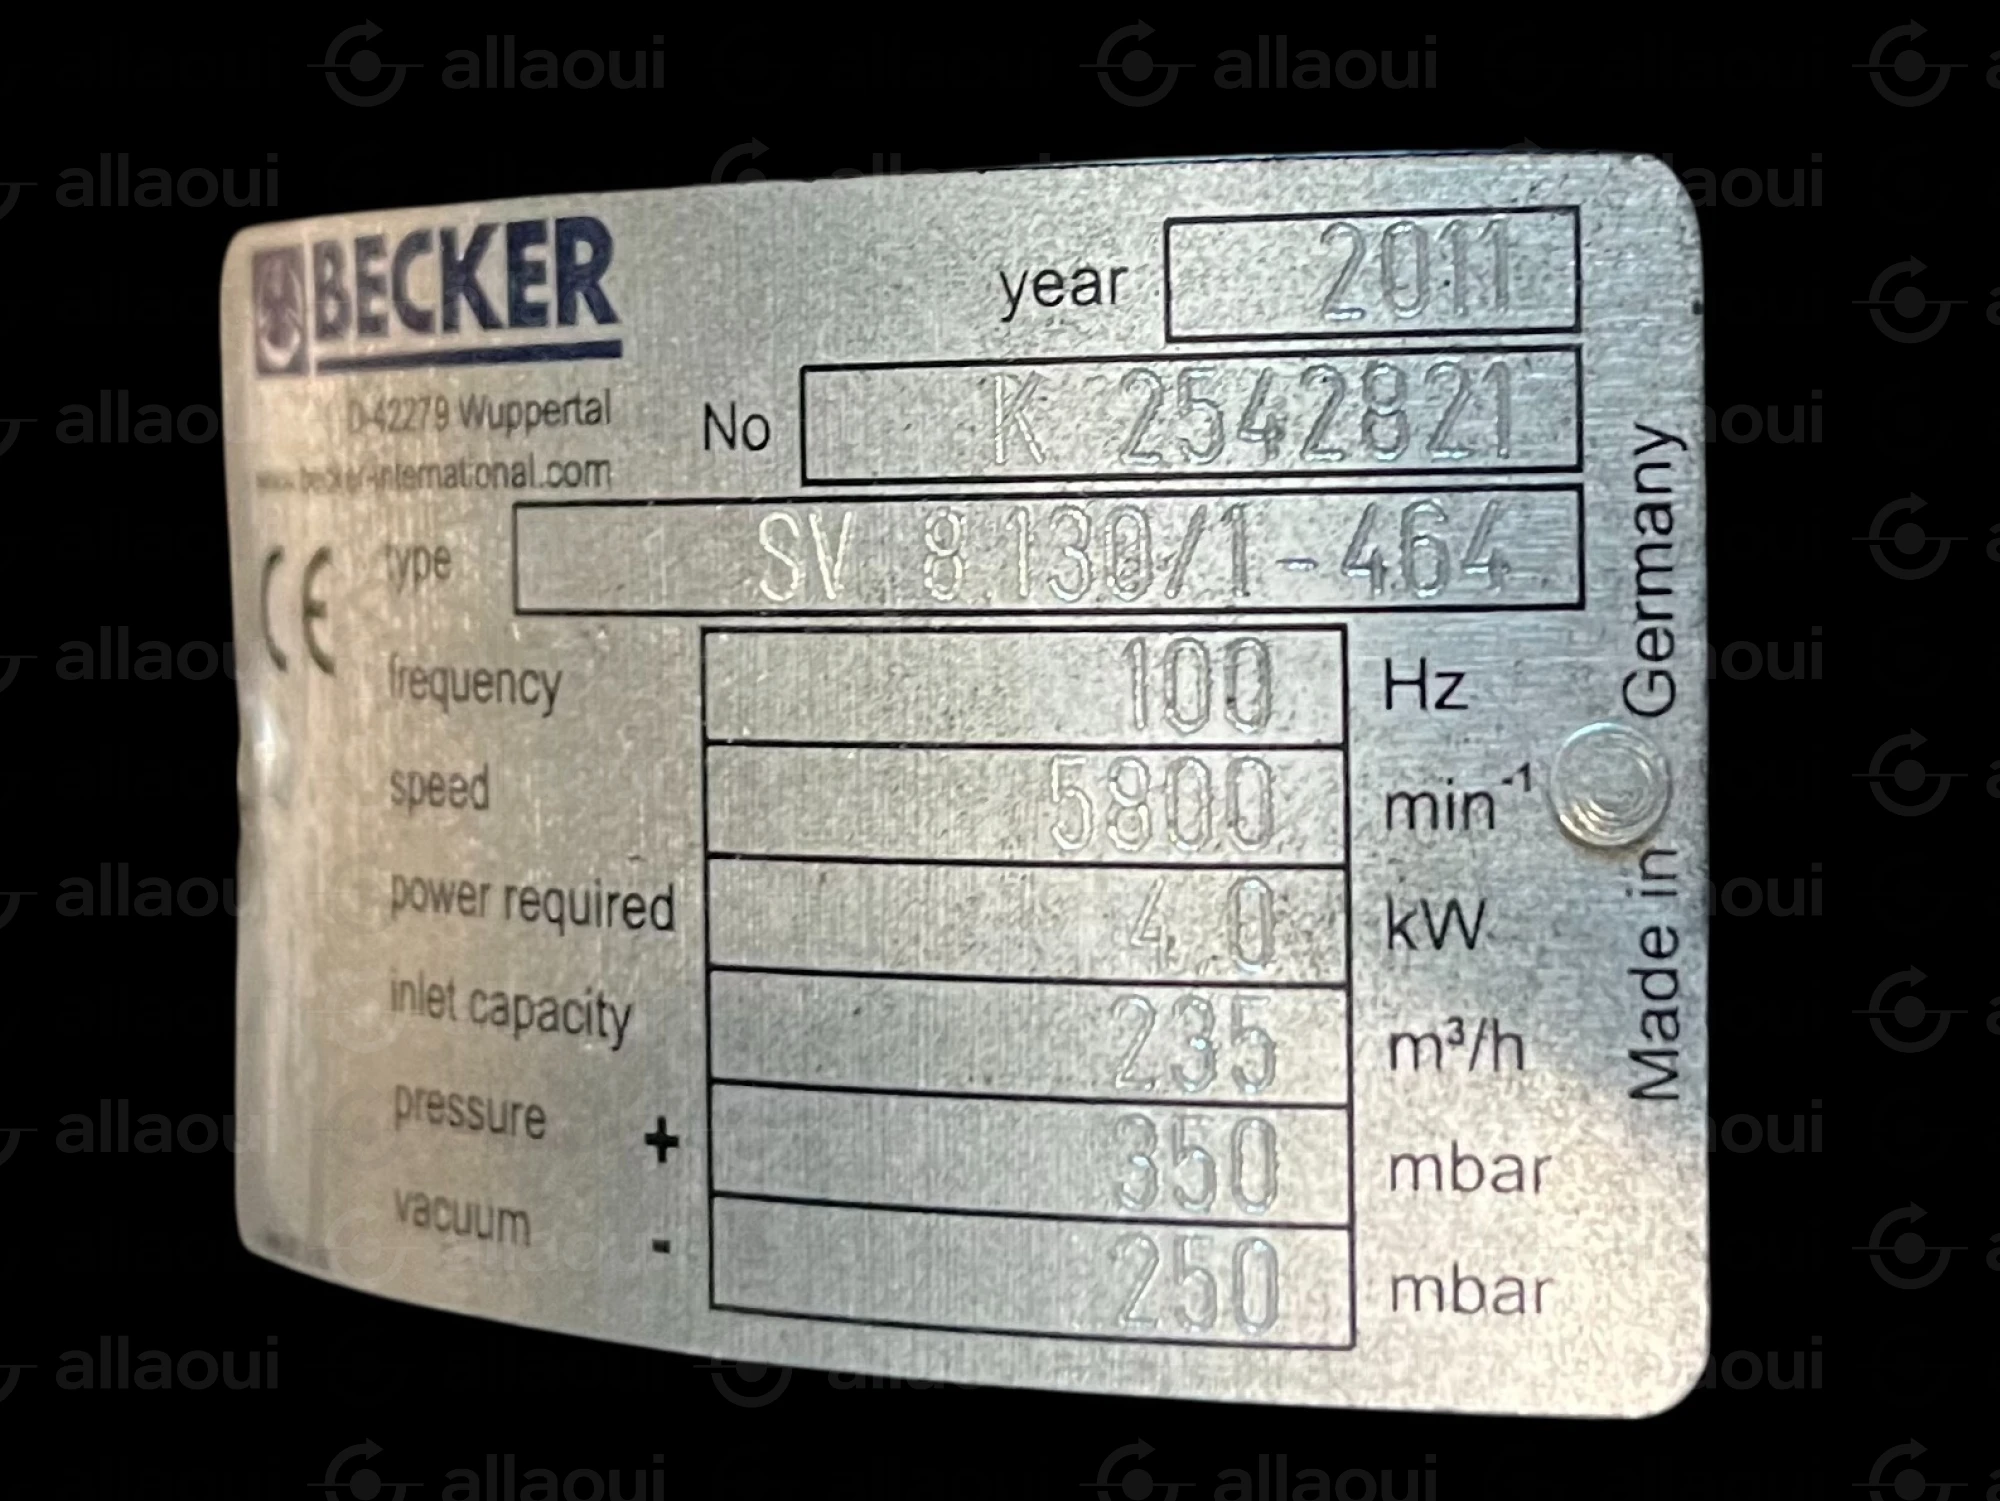 BECKER
year 2011
D-42279 Wuppertal
No K 2542821
www.becker-international.com
type SV 8.130/1-464
CE
frequency 100 Hz
speed 5800 min⁻¹
power required 4.0 kW
inlet capacity 235 m³/h
pressure + 350 mbar
vacuum - 250 mbar
Made in Germany
allaoui